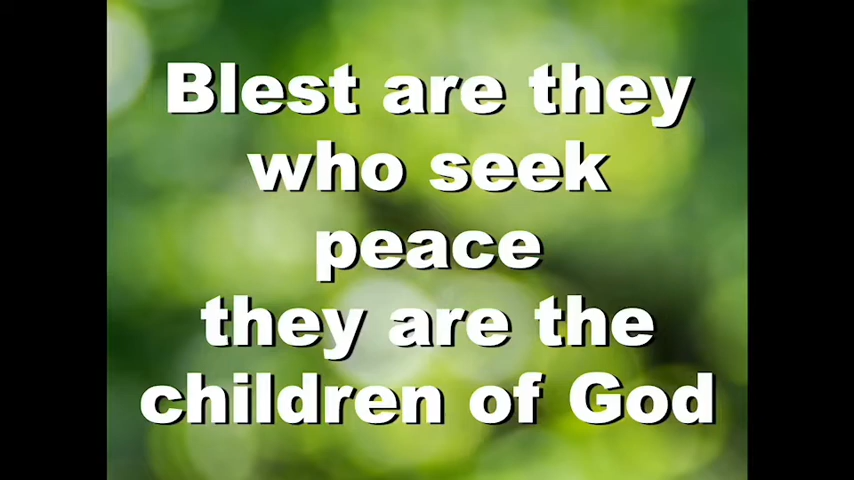 Blest are they
who seek
peace
they are the
children of God